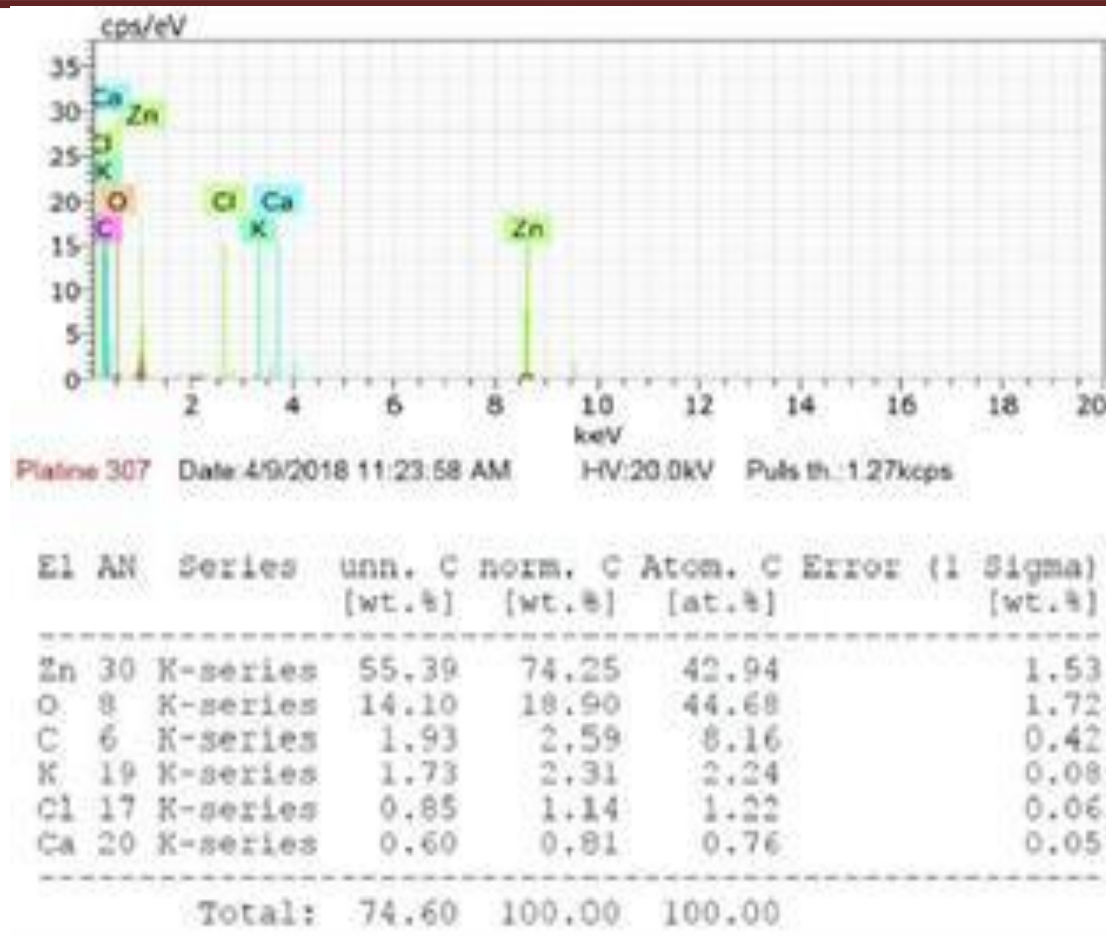 cps/eV
35
30
25
20
15
10
5
0
Ca
Zn
Cl
K
O
C
Cl
Ca
K
Zn
2 4 6 8 10 12 14 16 18 20
keV
Platine 307 Date:4/9/2018 11:23:58 AM HV:20.0kV Puls th.:1.27kcps
El AN Series unn. C norm. C Atom. C Error (1 Sigma)
[wt.%] [wt.%] [at.%] [wt.%]
Zn 30 K-series 55.39 74.25 42.94 1.53
O 8 K-series 14.10 18.90 44.68 1.72
C 6 K-series 1.93 2.59 8.16 0.42
K 19 K-series 1.73 2.31 2.24 0.08
Cl 17 K-series 0.85 1.14 1.22 0.06
Ca 20 K-series 0.60 0.81 0.76 0.05
Total: 74.60 100.00 100.00